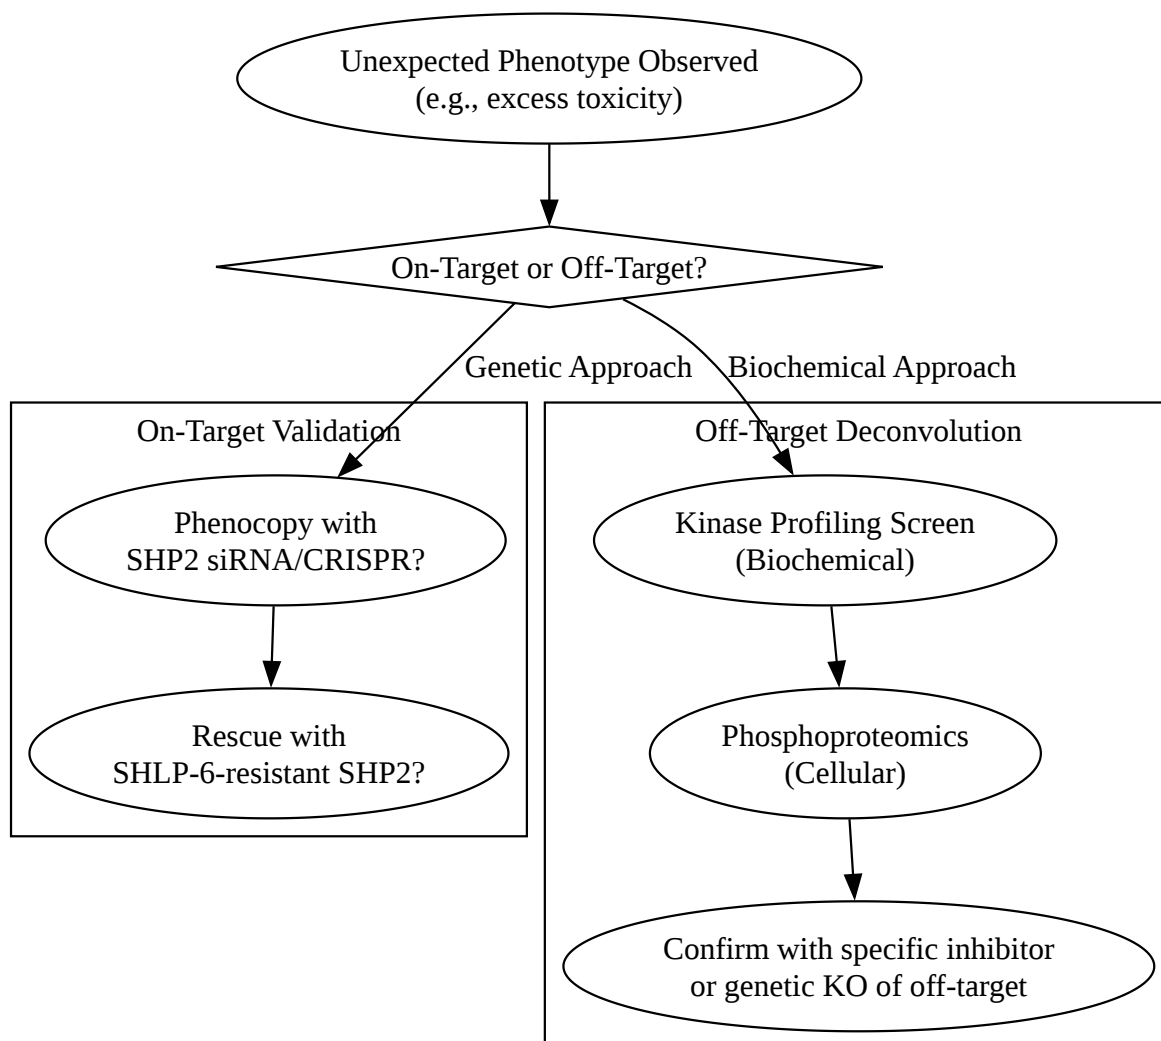 Unexpected Phenotype Observed
(e.g., excess toxicity)
On-Target or Off-Target?
Genetic Approach
Biochemical Approach
On-Target Validation
Phenocopy with
SHP2 siRNA/CRISPR?
Rescue with
SHLP-6-resistant SHP2?
Off-Target Deconvolution
Kinase Profiling Screen
(Biochemical)
Phosphoproteomics
(Cellular)
Confirm with specific inhibitor
or genetic KO of off-target